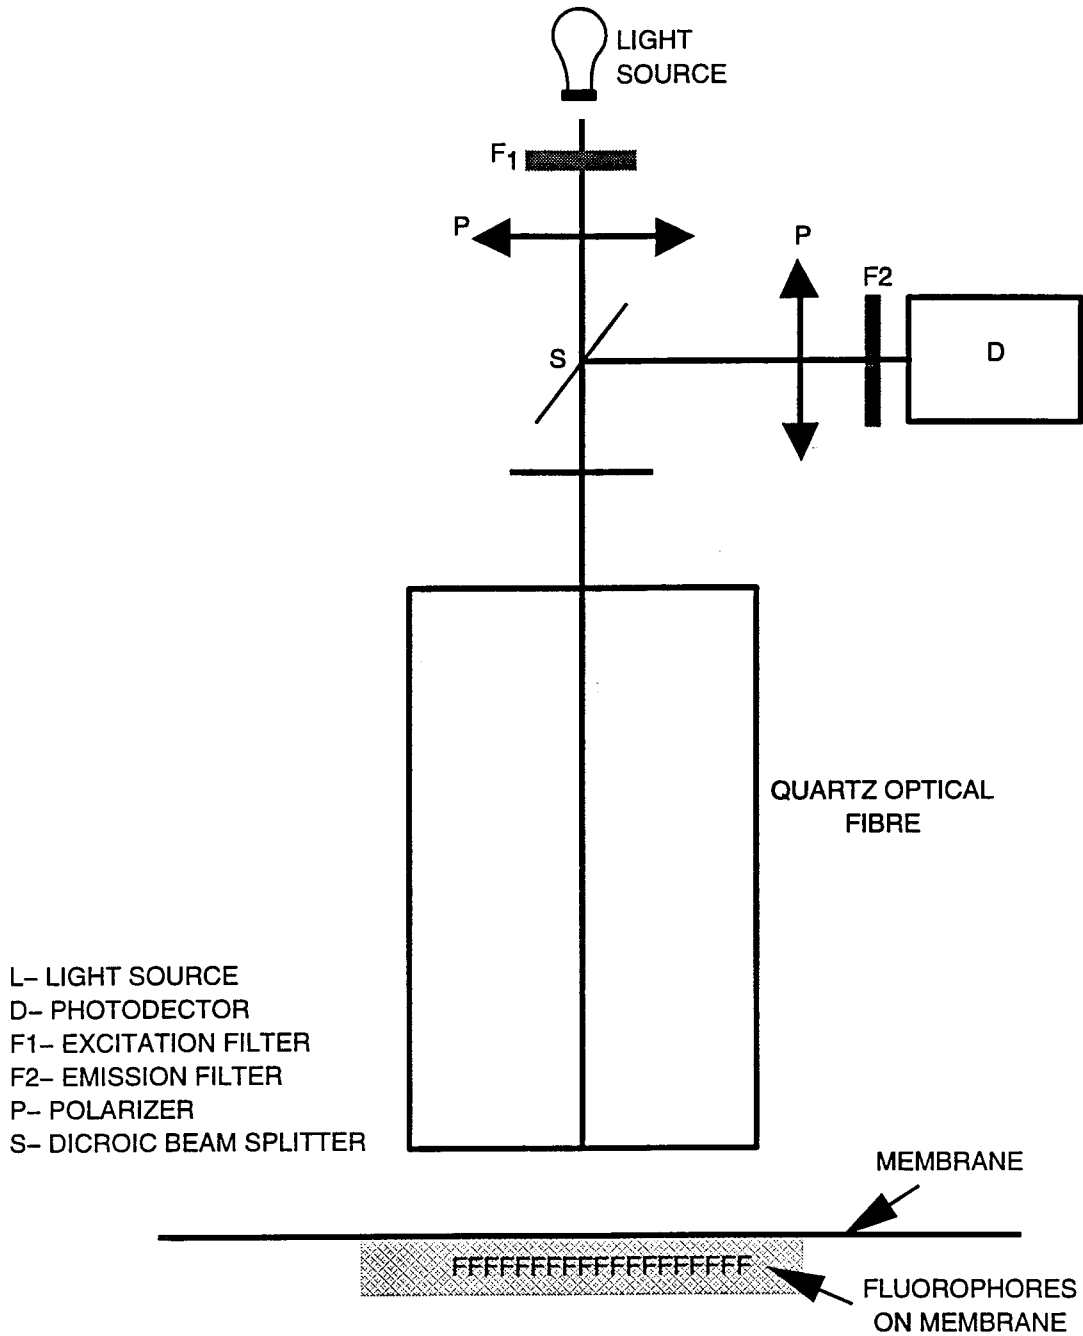 LIGHT
SOURCE
F1
P
P
F2
S
D
QUARTZ OPTICAL
FIBRE
L– LIGHT SOURCE
D– PHOTODECTOR
F1– EXCITATION FILTER
F2– EMISSION FILTER
P– POLARIZER
S– DICROIC BEAM SPLITTER
MEMBRANE
FFFFFFFFFFFFFFFFFFF
FLUOROPHORES
ON MEMBRANE